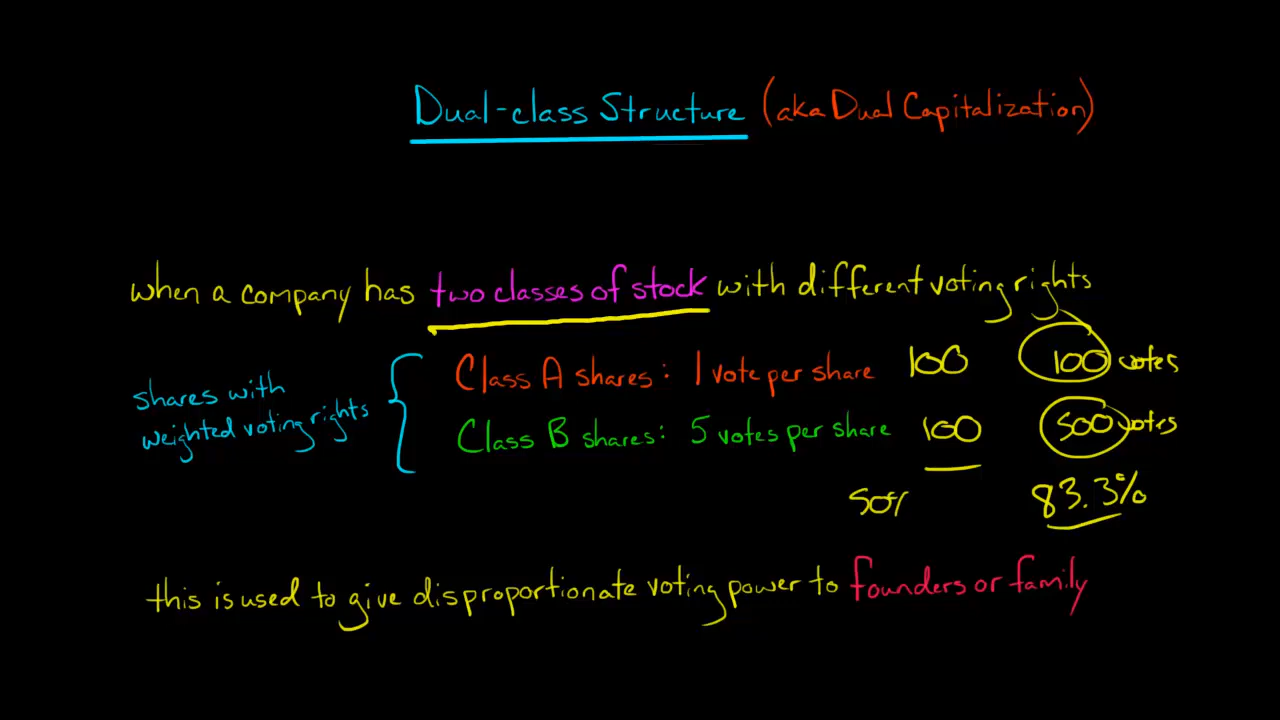 Dual-class Structure (aka Dual Capitalization)
when a company has two classes of stock with different voting rights
shares with
weighted voting rights
Class A shares: 1 vote per share 100 100 votes
Class B shares: 5 votes per share 100 500 votes
50% 83.3%
this is used to give disproportionate voting power to founders or family